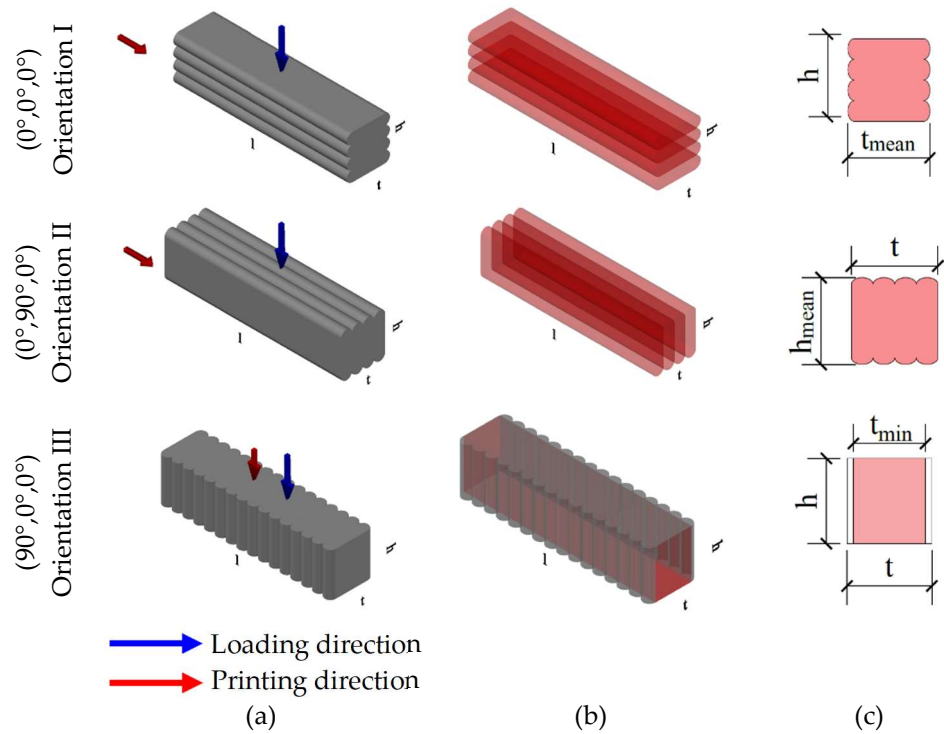 (0°,0°,0°)
Orientation I
l
h
t
l
h
t
h
tmean
(0°,90°,0°)
Orientation II
l
h
t
l
h
t
t
hmean
(90°,0°,0°)
Orientation III
l
h
t
l
h
t
tmin
h
t
Loading direction
Printing direction
(a)
(b)
(c)